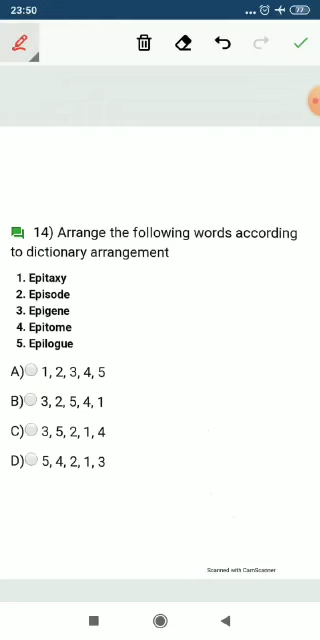 23:50
77
14) Arrange the following words according
to dictionary arrangement
1. Epitaxy
2. Episode
3. Epigene
4. Epitome
5. Epilogue
A) 1, 2, 3, 4, 5
B) 3, 2, 5, 4, 1
C) 3, 5, 2, 1, 4
D) 5, 4, 2, 1, 3
Scanned with CamScanner